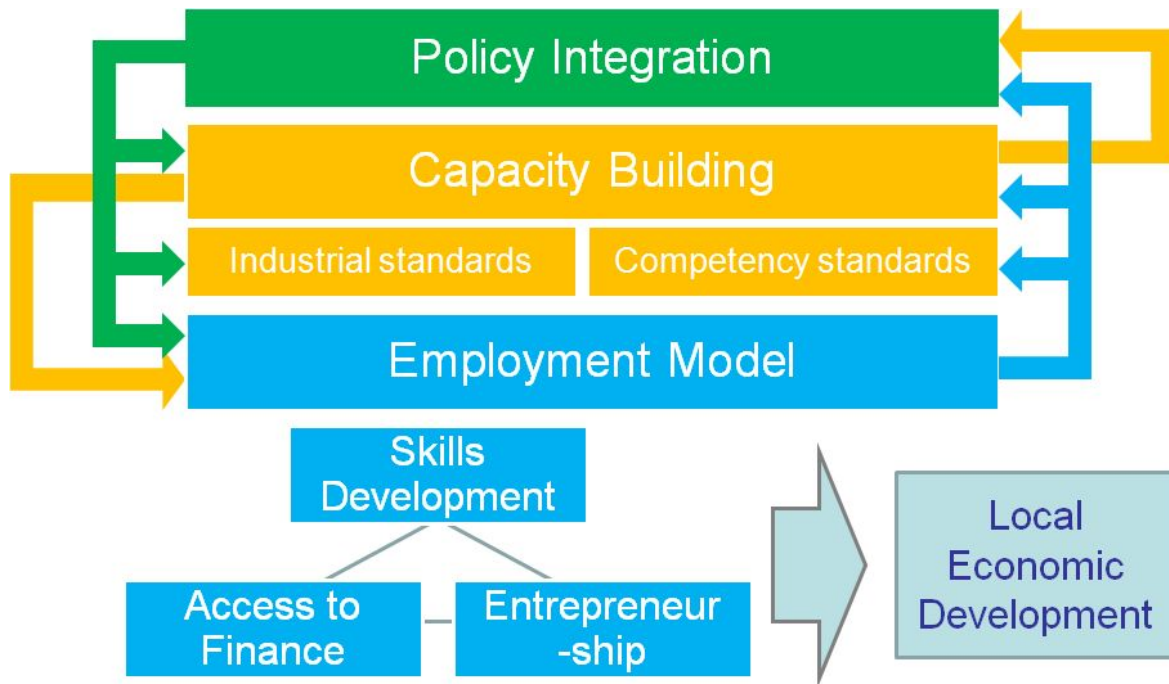 Policy Integration
Capacity Building
Industrial standards
Competency standards
Employment Model
Skills
Development
Access to
Finance
Entrepreneur
-ship
Local
Economic
Development